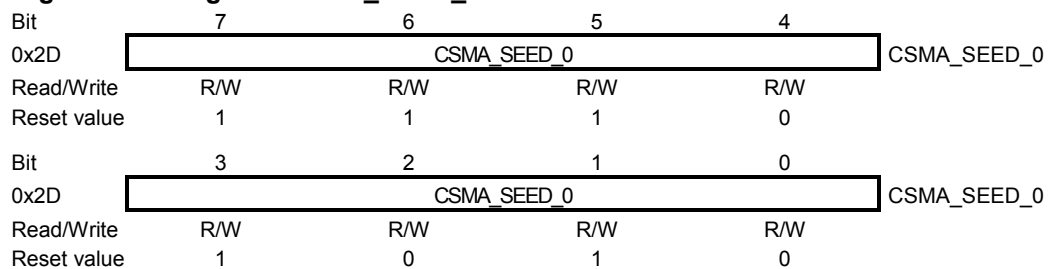 Bit 7 6 5 4
0x2D CSMA_SEED_0 CSMA_SEED_0
Read/Write R/W R/W R/W R/W
Reset value 1 1 1 0
Bit 3 2 1 0
0x2D CSMA_SEED_0 CSMA_SEED_0
Read/Write R/W R/W R/W R/W
Reset value 1 0 1 0